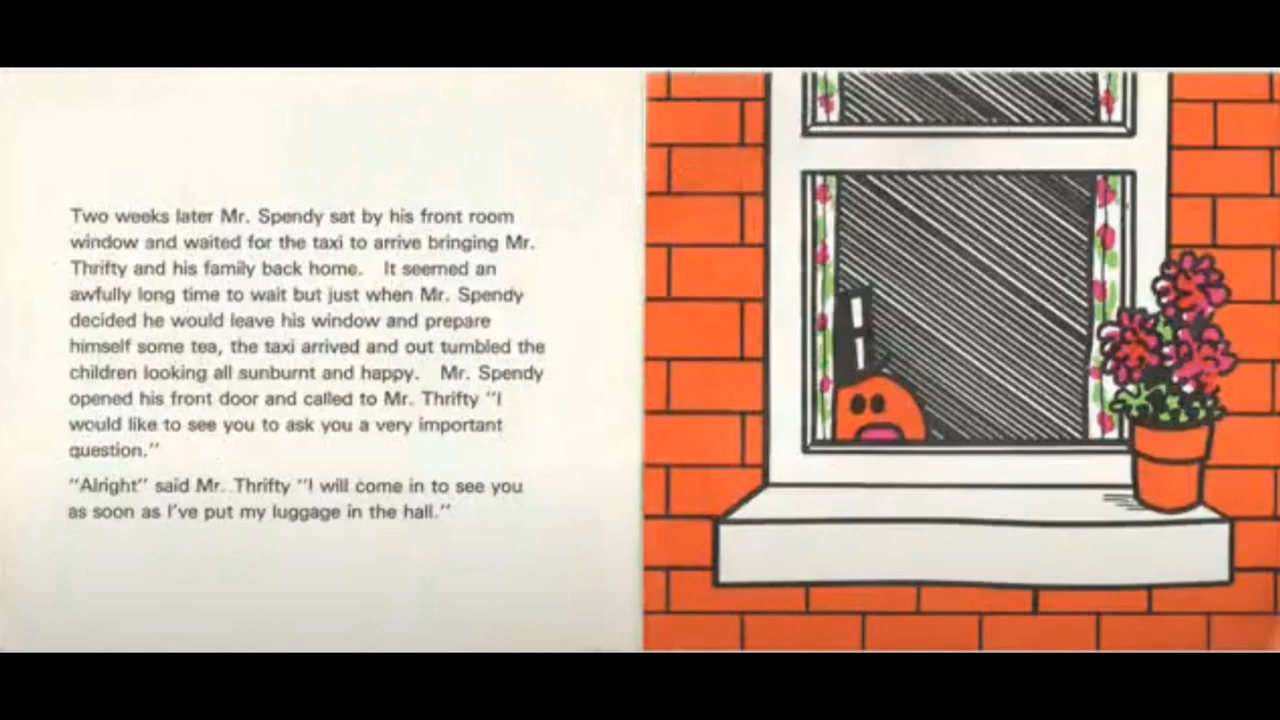 Two weeks later Mr. Spendy sat by his front room
window and waited for the taxi to arrive bringing Mr.
Thrifty and his family back home. It seemed an
awfully long time to wait but just when Mr. Spendy
decided he would leave his window and prepare
himself some tea, the taxi arrived and out tumbled the
children looking all sunburnt and happy. Mr. Spendy
opened his front door and called to Mr. Thrifty "I
would like to see you to ask you a very important
question."
"Alright" said Mr. Thrifty "I will come in to see you
as soon as I've put my luggage in the hall."